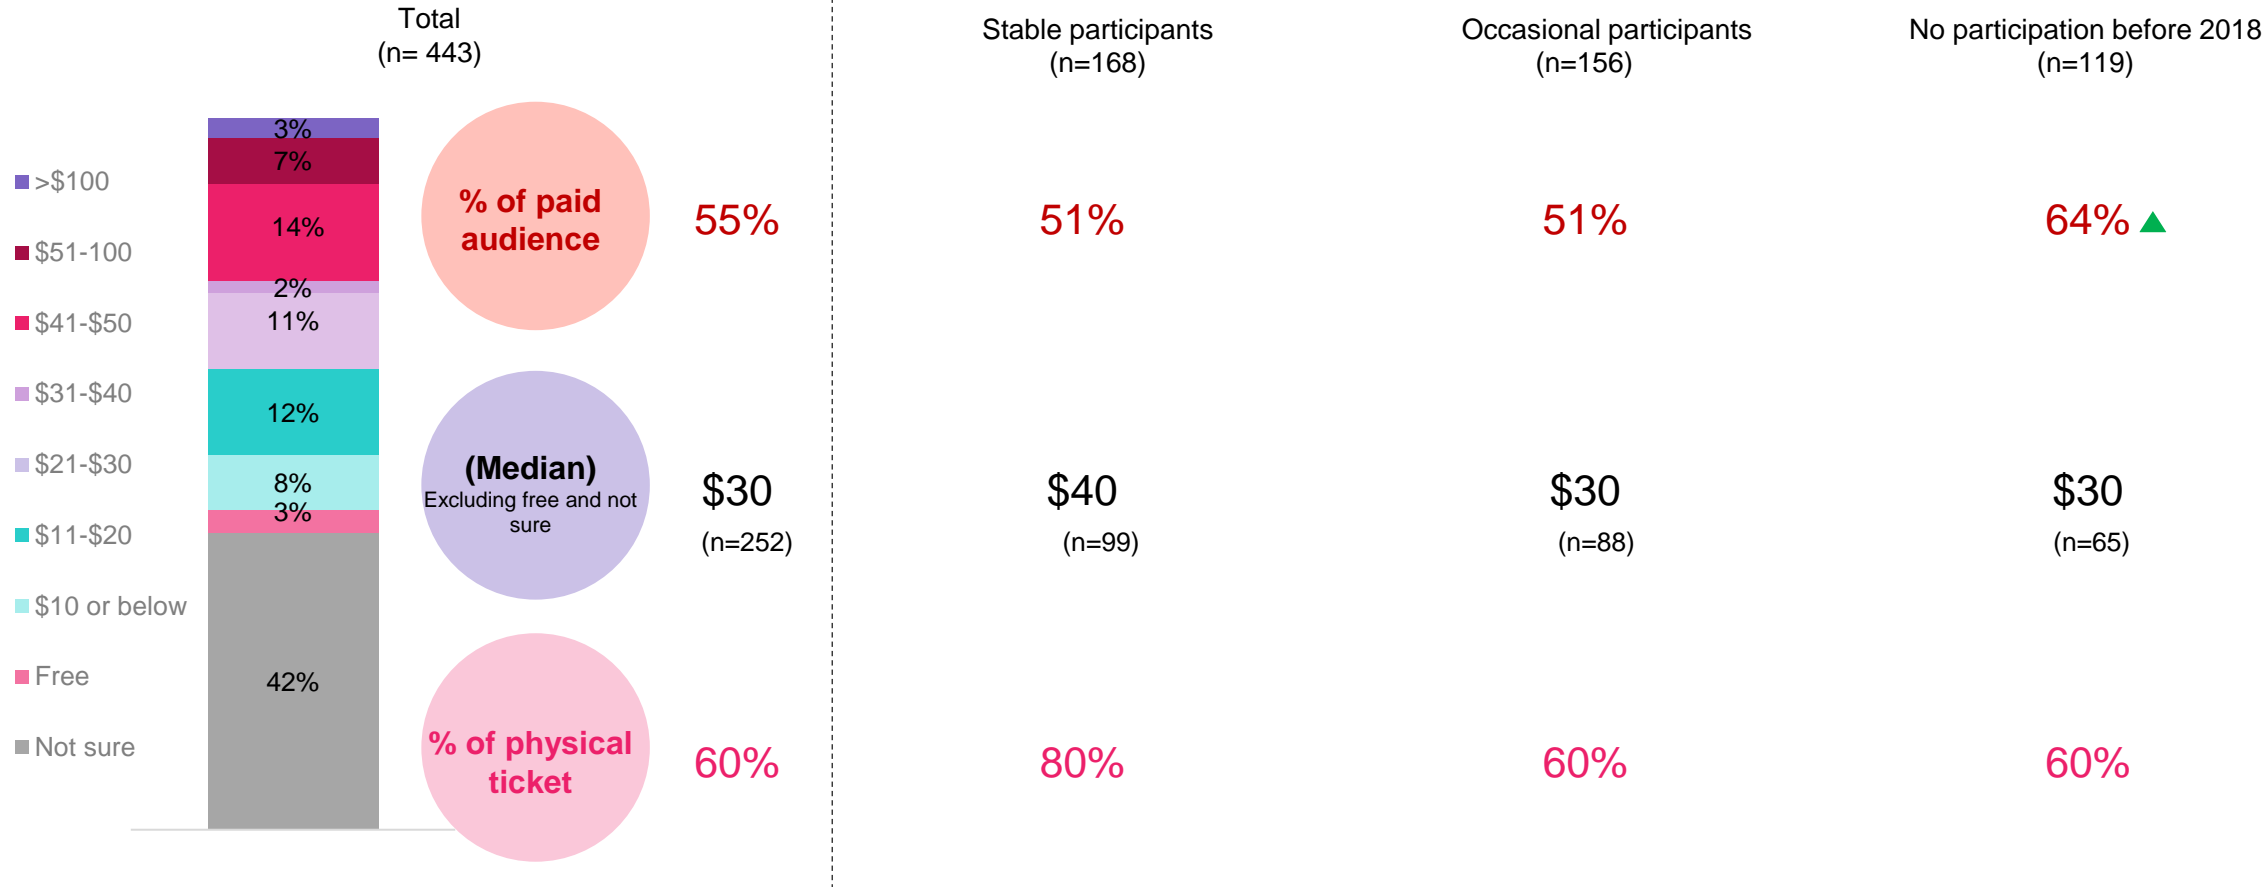 Total
(n= 443)
Stable participants
(n=168)
Occasional participants
(n=156)
No participation before 2018
(n=119)
>$100
$51-100
$41-$50
$31-$40
$21-$30
$11-$20
$10 or below
Free
Not sure
3%
7%
14%
2%
11%
12%
8%
3%
42%
% of paid
audience
55%
51%
51%
64%
(Median)
Excluding free and not
sure
$30
$40
$30
$30
(n=252)
(n=99)
(n=88)
(n=65)
% of physical
ticket
60%
80%
60%
60%